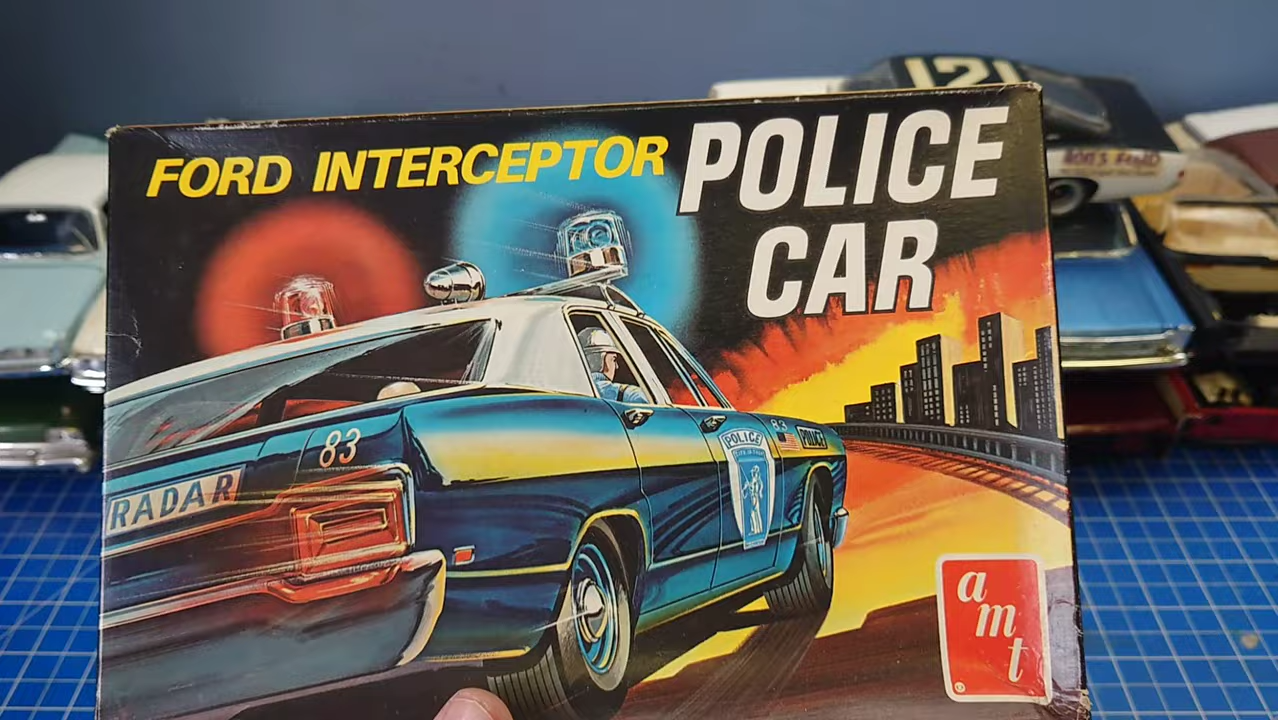 121
FORD INTERCEPTOR POLICE
CAR
83
RADAR
POLICE
83
POLICE
amt